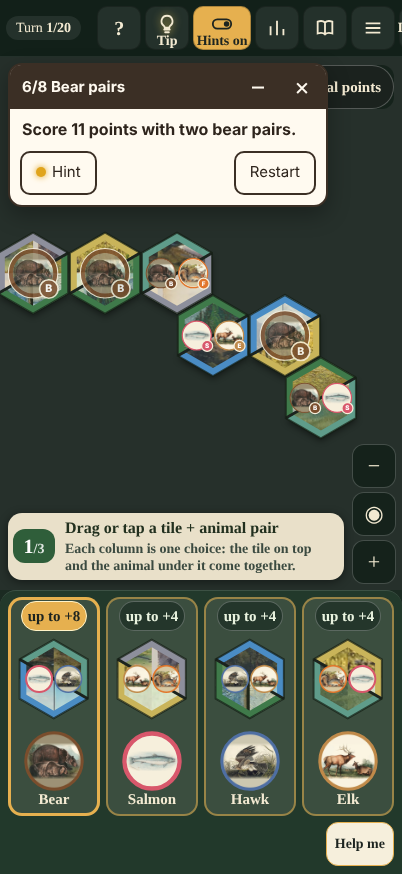 Turn 1/20
?
Tip
Hints on
6/8 Bear pairs
al points
Score 11 points with two bear pairs.
Hint
Restart
B
B
B
F
S
E
B
B
S
1/3
Drag or tap a tile + animal pair
Each column is one choice: the tile on top
and the animal under it come together.
up to +8
up to +4
up to +4
up to +4
Bear
Salmon
Hawk
Elk
Help me